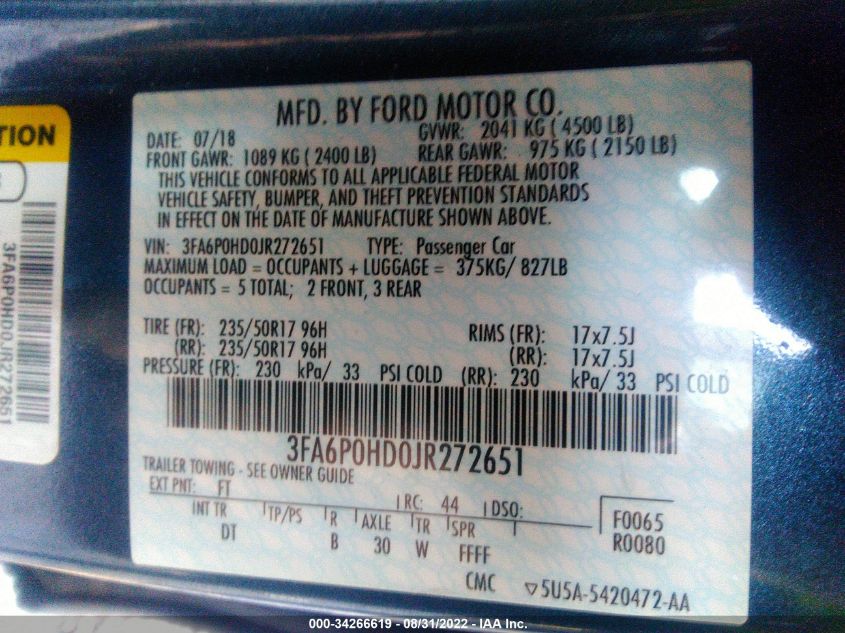 TION
3FA6P0HD0JR272651
MFD. BY FORD MOTOR CO.
DATE: 07/18 GVWR: 2041 KG ( 4500 LB)
FRONT GAWR: 1089 KG ( 2400 LB) REAR GAWR: 975 KG ( 2150 LB)
THIS VEHICLE CONFORMS TO ALL APPLICABLE FEDERAL MOTOR
VEHICLE SAFETY, BUMPER, AND THEFT PREVENTION STANDARDS
IN EFFECT ON THE DATE OF MANUFACTURE SHOWN ABOVE.
VIN: 3FA6P0HD0JR272651 TYPE: Passenger Car
MAXIMUM LOAD = OCCUPANTS + LUGGAGE = 375KG/ 827LB
OCCUPANTS = 5 TOTAL; 2 FRONT, 3 REAR
TIRE (FR): 235/50R17 96H RIMS (FR): 17x7.5J
(RR): 235/50R17 96H (RR): 17x7.5J
PRESSURE (FR): 230 kPa/ 33 PSI COLD (RR): 230 kPa/ 33 PSI COLD
3FA6P0HD0JR272651
TRAILER TOWING - SEE OWNER GUIDE
EXT PNT: FT RC: 44 DSO:
INT TR TP/PS R AXLE TR SPR
DT B 30 W FFFF
F0065
R0080
CMC ▽5U5A-5420472-AA
000-34266619 - 08/31/2022 - IAA Inc.